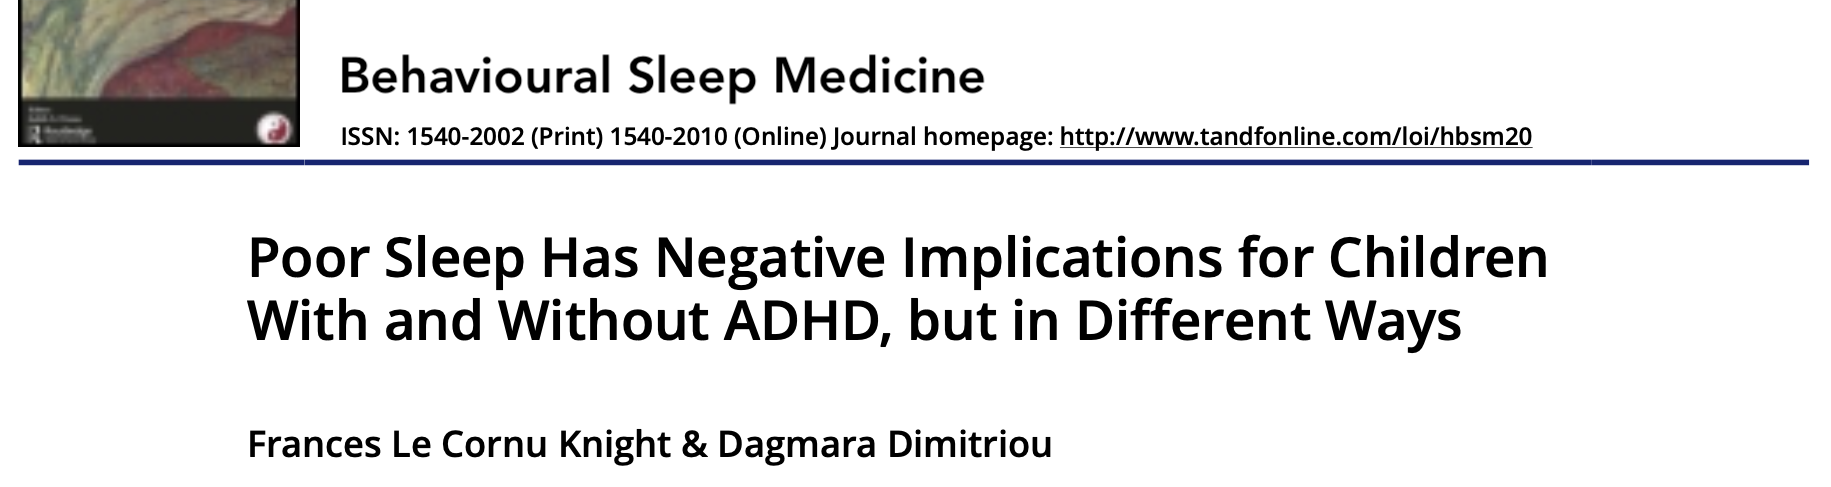 Behavioural Sleep Medicine
ISSN: 1540-2002 (Print) 1540-2010 (Online) Journal homepage: http://www.tandfonline.com/loi/hbsm20
Poor Sleep Has Negative Implications for Children
With and Without ADHD, but in Different Ways
Frances Le Cornu Knight & Dagmara Dimitriou